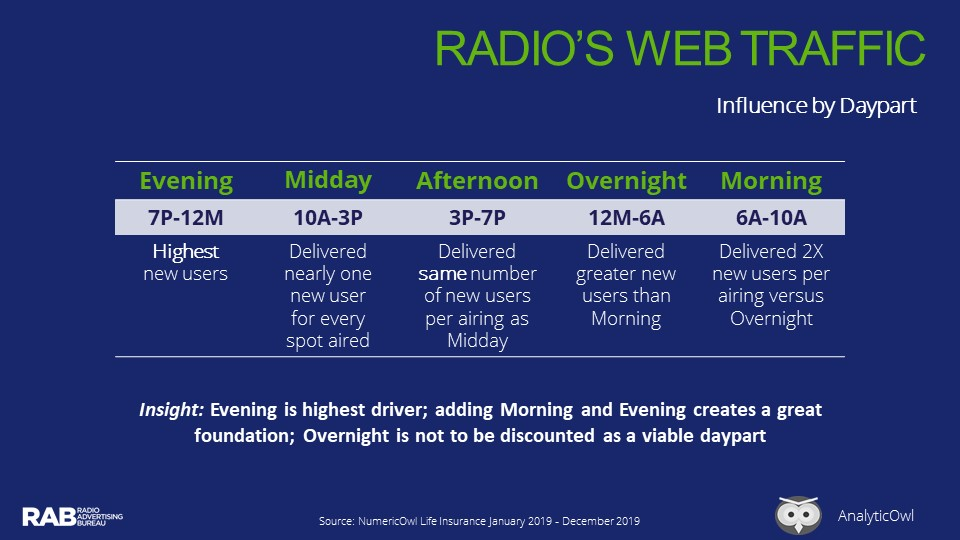 RADIO'S WEB TRAFFIC
Influence by Daypart
Evening Midday Afternoon Overnight Morning
7P-12M 10A-3P 3P-7P 12M-6A 6A-10A
Highest
new users
Delivered
nearly one
new user
for every
spot aired
Delivered
same number
of new users
per airing as
Midday
Delivered
greater new
users than
Morning
Delivered 2X
new users per
airing versus
Overnight
Insight: Evening is highest driver; adding Morning and Evening creates a great
foundation; Overnight is not to be discounted as a viable daypart
RAB RADIO
ADVERTISING
BUREAU
Source: NumericOwl Life Insurance January 2019 - December 2019
AnalyticOwl